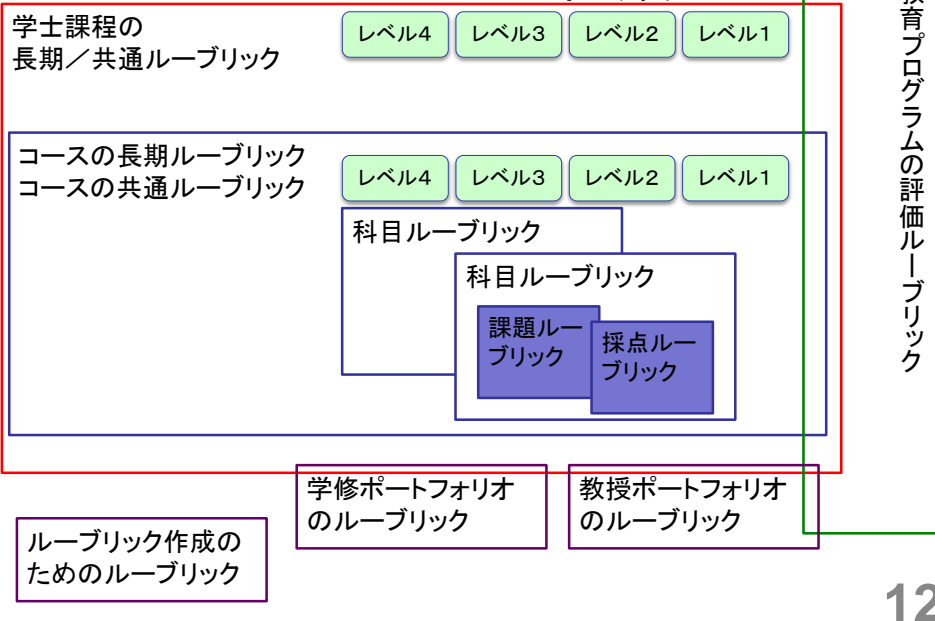 学士課程の
長期／共通ルーブリック
レベル4 レベル3 レベル2 レベル1
コースの長期ルーブリック
コースの共通ルーブリック
レベル4 レベル3 レベル2 レベル1
科目ルーブリック
科目ルーブリック
課題ルー
ブリック
採点ルー
ブリック
学修ポートフォリオ
のルーブリック
教授ポートフォリオ
のルーブリック
ルーブリック作成の
ためのルーブリック
育プログラムの評価ルーブリック
12